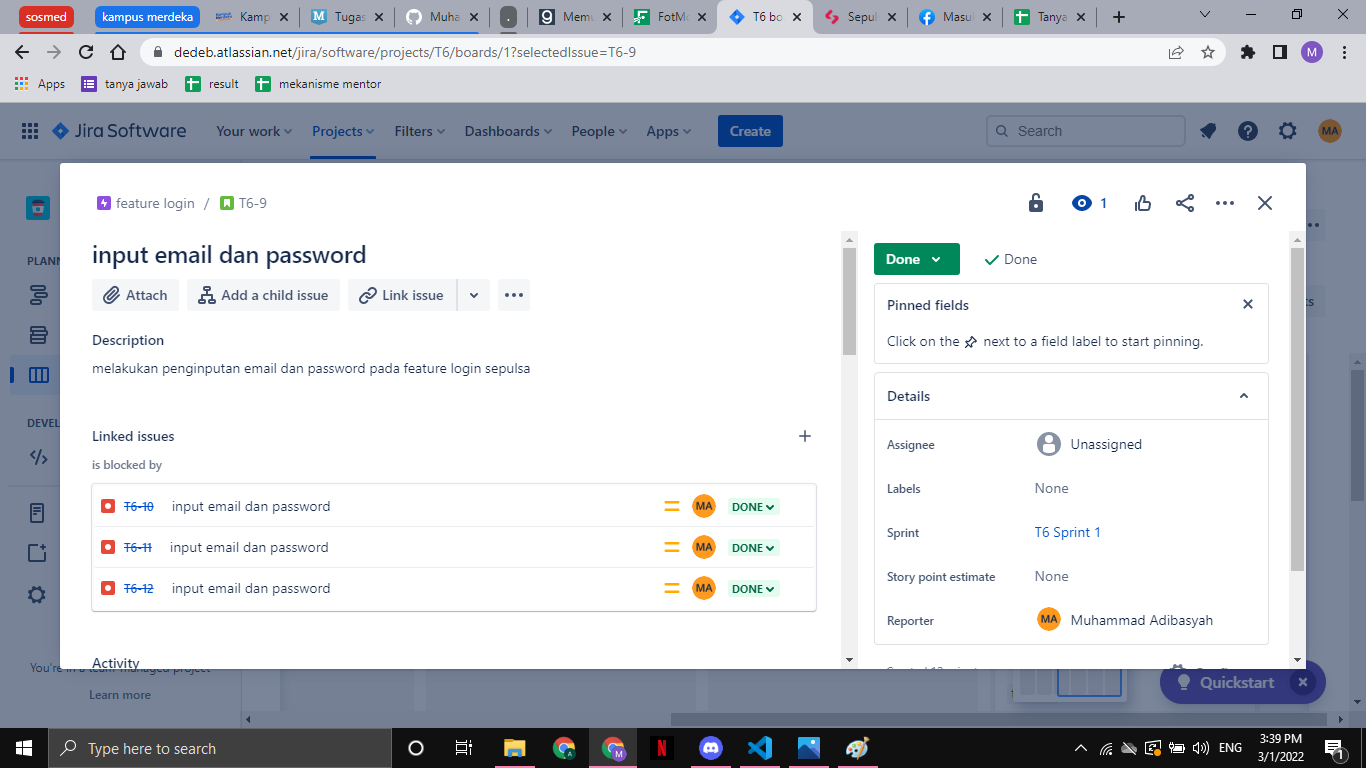 sosmed kampus merdeka Kamp Tugas Muha . Memu FotMo T6 bo Sepul Masu Tanya
dedeb.atlassian.net/jira/software/projects/T6/boards/1?selectedIssue=T6-9 M
Apps tanya jawab result mekanisme mentor
Jira Software Your work Projects Filters Dashboards People Apps Create Search MA
feature login / T6-9 1
input email dan password
Done Done
Attach Add a child issue Link issue
Pinned fields
Click on the next to a field label to start pinning.
PLANN
Description
melakukan penginputan email dan password pada feature login sepulsa
Details
DEVEL
Linked issues
is blocked by
Assignee Unassigned
Labels None
T6-10 input email dan password MA DONE
Sprint T6 Sprint 1
T6-11 input email dan password MA DONE
Story point estimate None
T6-12 input email dan password MA DONE
Reporter MA Muhammad Adibasyah
Activity
You're in a team-managed project
Learn more
Quickstart
Type here to search
A M N
ENG
3:39 PM
3/1/2022
1